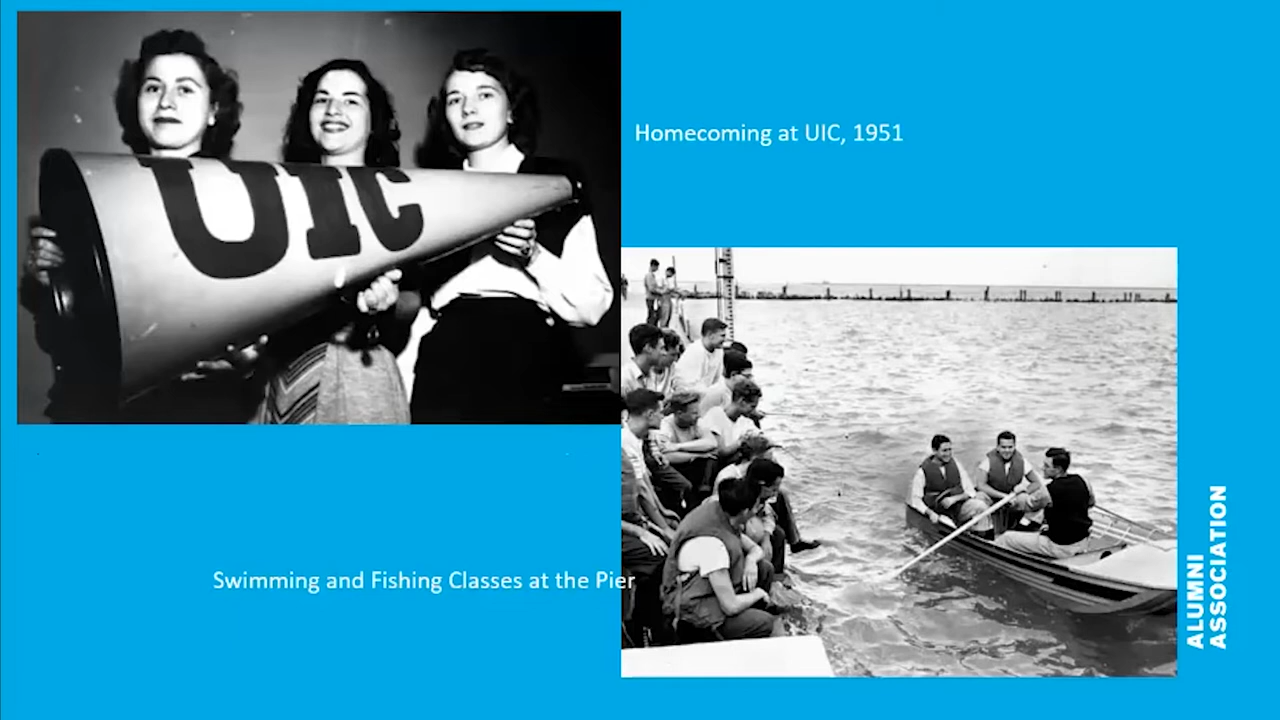 UIC
Homecoming at UIC, 1951
Swimming and Fishing Classes at the Pier
ALUMNI
ASSOCIATION